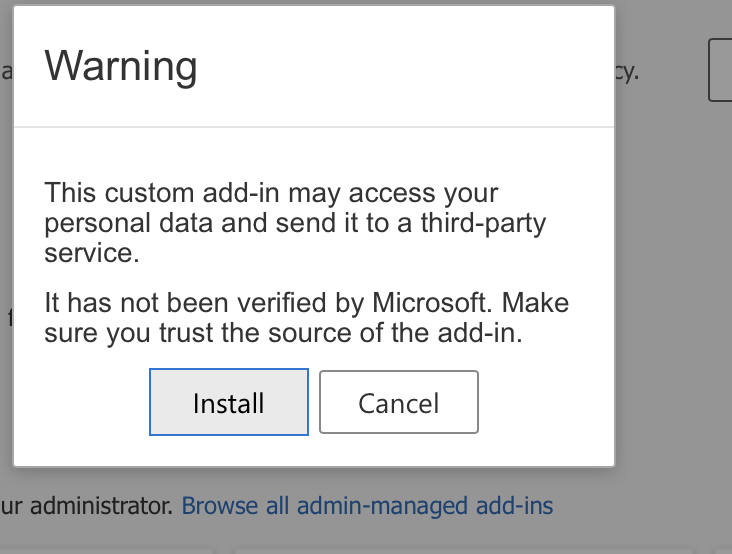 Warning
cy.
This custom add-in may access your
personal data and send it to a third-party
service.
It has not been verified by Microsoft. Make
sure you trust the source of the add-in.
Install Cancel
ur administrator. Browse all admin-managed add-ins